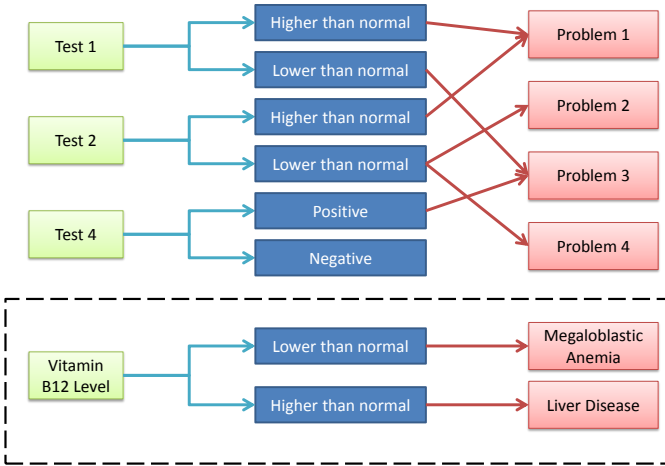 Test 1
Higher than normal
Lower than normal
Problem 1
Test 2
Higher than normal
Lower than normal
Problem 2
Problem 3
Test 4
Positive
Negative
Problem 4
Vitamin
B12 Level
Lower than normal
Higher than normal
Megaloblastic
Anemia
Liver Disease